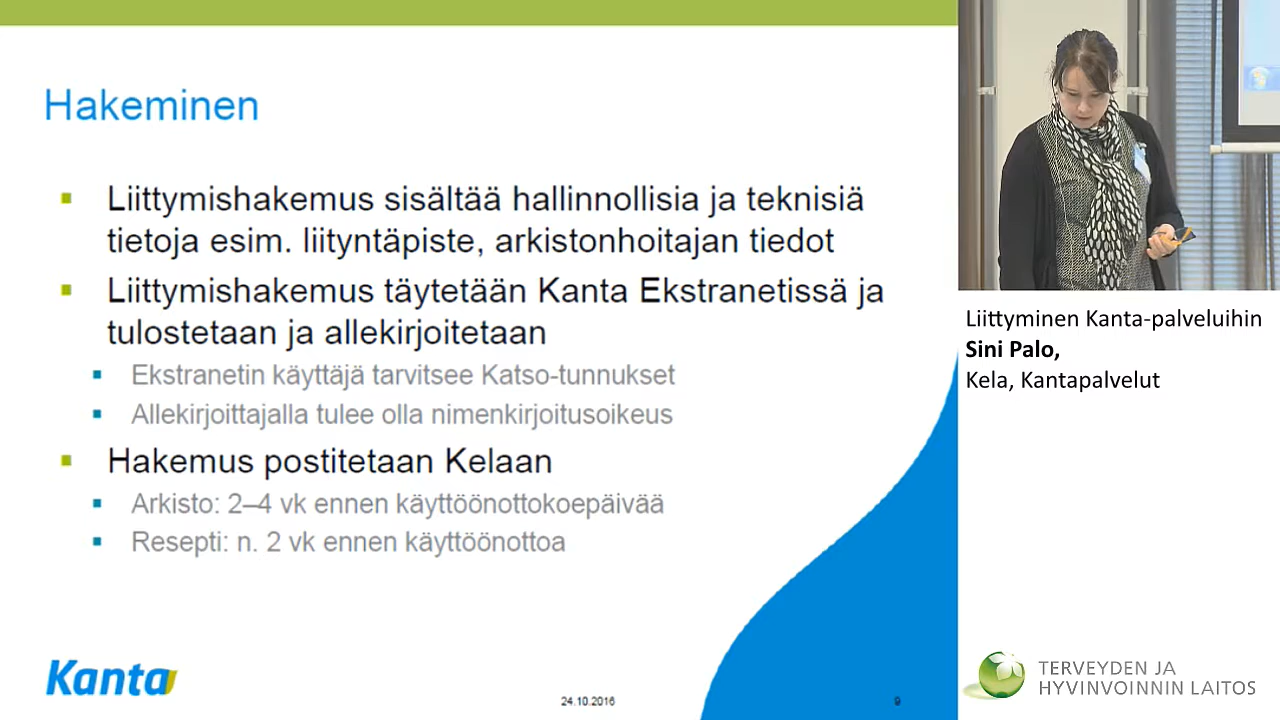 Hakeminen
Liittymishakemus sisältää hallinnollisia ja teknisiä
tietoja esim. liityntäpiste, arkistonhoitajan tiedot
Liittymishakemus täytetään Kanta Ekstranetissä ja
tulostetaan ja allekirjoitetaan
Ekstranetin käyttäjä tarvitsee Katso-tunnukset
Allekirjoittajalla tulee olla nimenkirjoitusoikeus
Hakemus postitetaan Kelaan
Arkisto: 2–4 vk ennen käyttöönottokoepäivää
Resepti: n. 2 vk ennen käyttöönottoa
Kanta
24.10.2016
9
Liittyminen Kanta-palveluihin
Sini Palo,
Kela, Kantapalvelut
TERVEYDEN JA
HYVINVOINNIN LAITOS